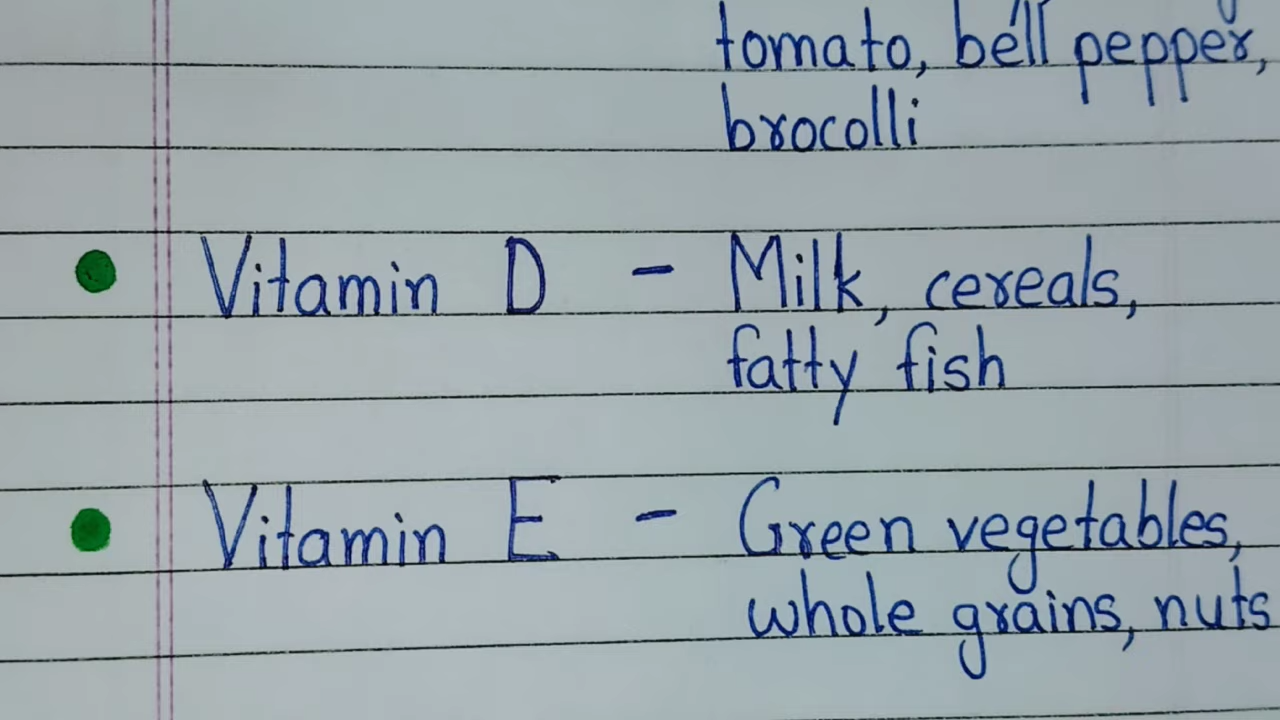 tomato, bell pepper,
brocolli
Vitamin D - Milk, cereals,
fatty fish
Vitamin E - Green vegetables,
whole grains, nuts